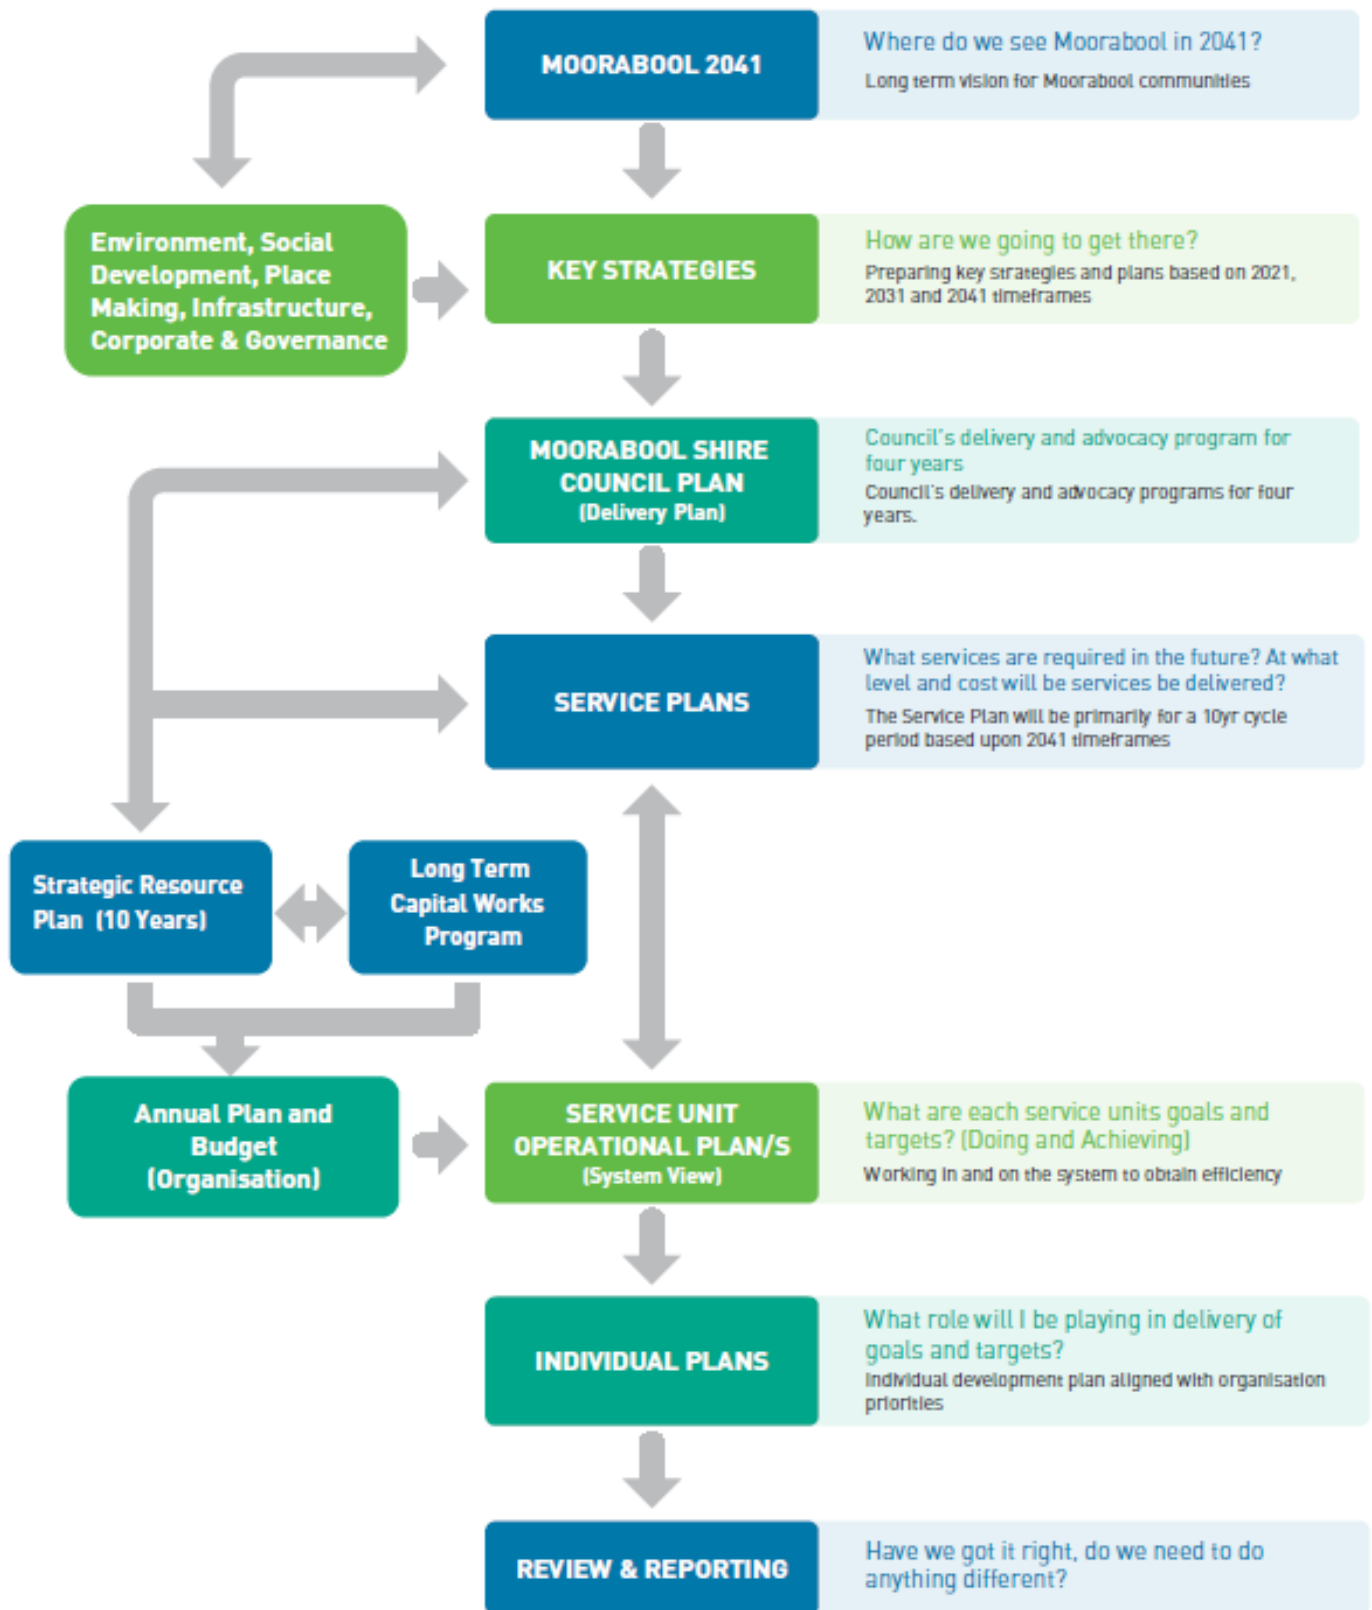 MOORABOOL 2041
Where do we see Moorabool in 2041?
Long term vision for Moorabool communities
Environment, Social
Development, Place
Making, Infrastructure,
Corporate & Governance
KEY STRATEGIES
How are we going to get there?
Preparing key strategies and plans based on 2021,
2031 and 2041 timeframes
MOORABOOL SHIRE
COUNCIL PLAN
(Delivery Plan)
Council's delivery and advocacy program for
four years
Council's delivery and advocacy programs for four
years.
SERVICE PLANS
What services are required in the future? At what
level and cost will be services be delivered?
The Service Plan will be primarily for a 10yr cycle
period based upon 2041 timeframes
Strategic Resource
Plan (10 Years)
Long Term
Capital Works
Program
Annual Plan and
Budget
(Organisation)
SERVICE UNIT
OPERATIONAL PLAN/S
(System View)
What are each service units goals and
targets? (Doing and Achieving)
Working in and on the system to obtain efficiency
INDIVIDUAL PLANS
What role will I be playing in delivery of
goals and targets?
Individual development plan aligned with organisation
priorities
REVIEW & REPORTING
Have we got it right, do we need to do
anything different?